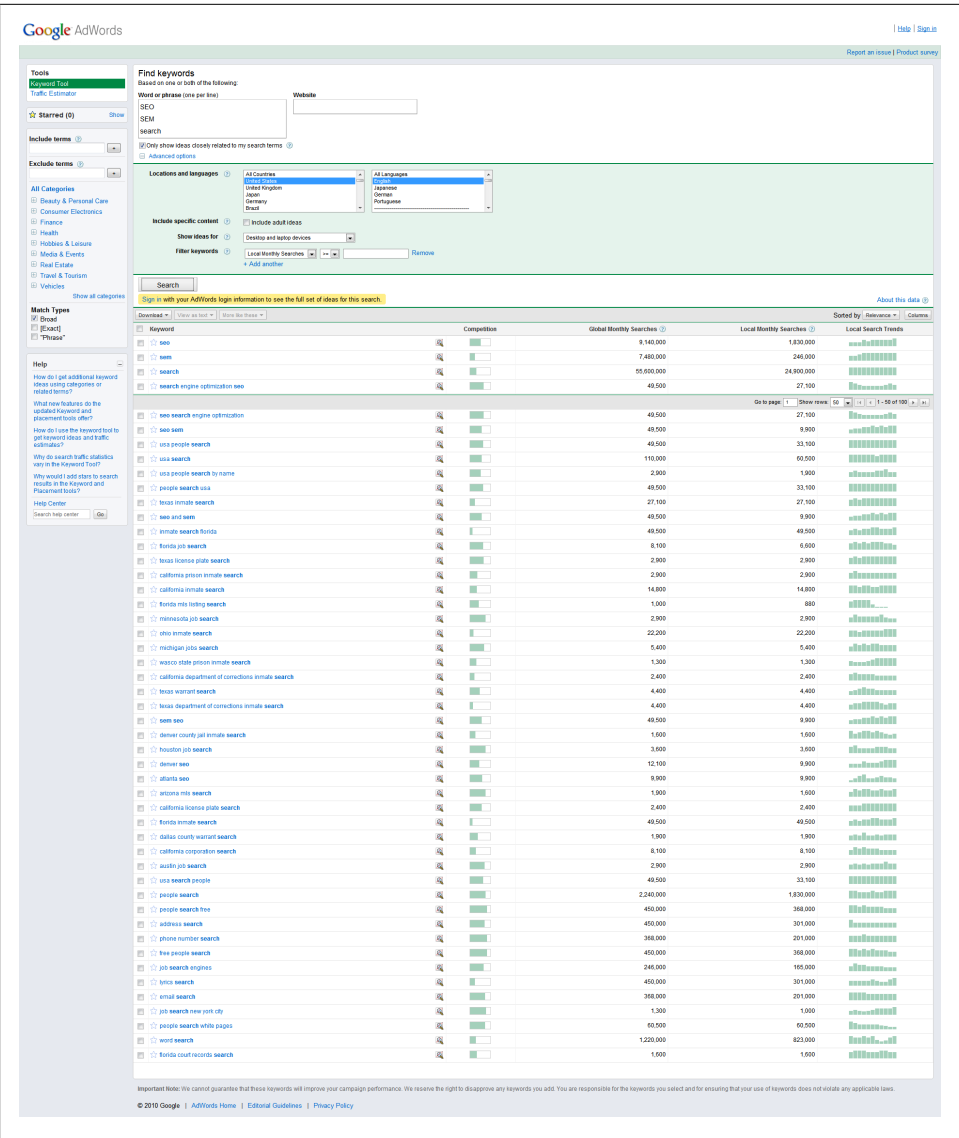 Google AdWords
Help | Sign in
Report an issue | Product survey
Tools
Keyword Tool
Traffic Estimator
Starred (0) Show
Include terms
Exclude terms
All Categories
Beauty & Personal Care
Consumer Electronics
Finance
Health
Hobbies & Leisure
Media & Events
Real Estate
Travel & Tourism
Vehicles
Show all categories
Match Types
Broad
[Exact]
"Phrase"
Help
How do I get additional keyword
ideas using categories or
related terms?
What new features do the
updated Keyword and
placement tools offer?
How do I use the keyword tool to
get keyword ideas and traffic
estimates?
Why do search traffic statistics
vary in the Keyword Tool?
Why would I add stars to search
results in the Keyword and
Placement tools?
Help Center
Search help center Go
Find keywords
Based on one or both of the following:
Word or phrase (one per line) Website
SEO
SEM
search
Only show ideas closely related to my search terms
Advanced options
Locations and languages
All Countries
United States
United Kingdom
Japan
Germany
Brazil
All Languages
English
Japanese
German
Portuguese
Include specific content Include adult ideas
Show ideas for Desktop and laptop devices
Filter keywords Local Monthly Searches >= Remove
+ Add another
Search
Sign in with your AdWords login information to see the full set of ideas for this search.
About this data
Download View as text More like these Sorted by Relevance Columns
Keyword Competition Global Monthly Searches Local Monthly Searches Local Search Trends
seo 9,140,000 1,830,000
sem 7,480,000 246,000
search 55,600,000 24,900,000
search engine optimization seo 49,500 27,100
Go to page: 1 Show rows: 50 1 - 50 of 100
seo search engine optimization 49,500 27,100
seo sem 49,500 9,900
usa people search 49,500 33,100
usa search 110,000 60,500
usa people search by name 2,900 1,900
people search usa 49,500 33,100
texas inmate search 27,100 27,100
seo and sem 49,500 9,900
inmate search florida 49,500 49,500
florida job search 8,100 6,600
texas license plate search 2,900 2,900
california prison inmate search 2,900 2,900
california inmate search 14,800 14,800
florida mls listing search 1,000 880
minnesota job search 2,900 2,900
ohio inmate search 22,200 22,200
michigan jobs search 5,400 5,400
wasco state prison inmate search 1,300 1,300
california department of corrections inmate search 2,400 2,400
texas warrant search 4,400 4,400
texas department of corrections inmate search 4,400 4,400
sem seo 49,500 9,900
denver county jail inmate search 1,600 1,600
houston job search 3,600 3,600
denver seo 12,100 9,900
atlanta seo 9,900 9,900
arizona mls search 1,900 1,600
california license plate search 2,400 2,400
florida inmate search 49,500 49,500
dallas county warrant search 1,900 1,900
california corporation search 8,100 8,100
austin job search 2,900 2,900
usa search people 49,500 33,100
people search 2,240,000 1,830,000
people search free 450,000 368,000
address search 450,000 301,000
phone number search 368,000 201,000
free people search 450,000 368,000
job search engines 246,000 165,000
lyrics search 450,000 301,000
email search 368,000 201,000
job search new york city 1,300 1,000
people search white pages 60,500 60,500
word search 1,220,000 823,000
florida court records search 1,600 1,600
Important Note: We cannot guarantee that these keywords will improve your campaign performance. We reserve the right to disapprove any keywords you add. You are responsible for the keywords you select and for ensuring that your use of keywords does not violate any applicable laws.
© 2010 Google | AdWords Home | Editorial Guidelines | Privacy Policy